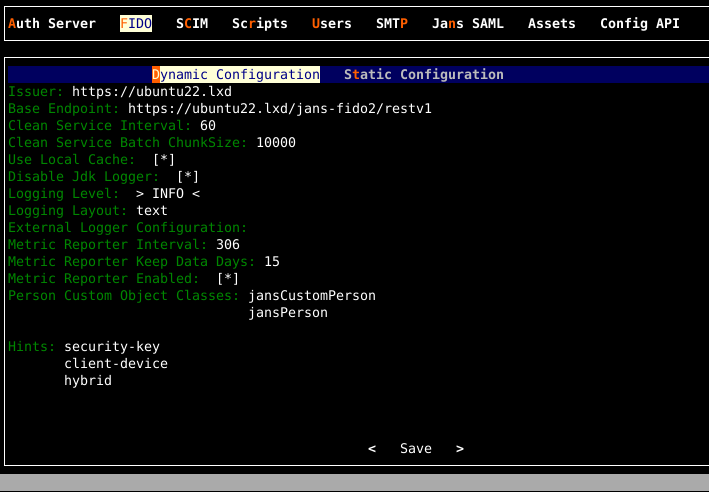 Auth Server FIDO SCIM Scripts Users SMTP Jans SAML Assets Config API
Dynamic Configuration Static Configuration
Issuer: https://ubuntu22.lxd
Base Endpoint: https://ubuntu22.lxd/jans-fido2/restv1
Clean Service Interval: 60
Clean Service Batch ChunkSize: 10000
Use Local Cache: [*]
Disable Jdk Logger: [*]
Logging Level: > INFO <
Logging Layout: text
External Logger Configuration:
Metric Reporter Interval: 306
Metric Reporter Keep Data Days: 15
Metric Reporter Enabled: [*]
Person Custom Object Classes: jansCustomPerson
jansPerson
Hints: security-key
client-device
hybrid
< Save >